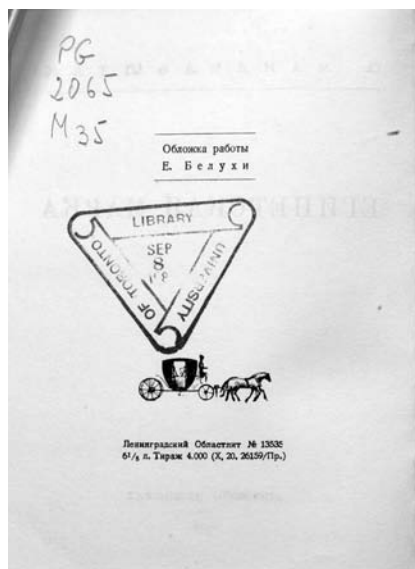 PG
2065
M35
Обложка работы
Е. Белухи
LIBRARY
SEP
8
OF TORONTO
UNIVERSITY
Ленинградский Областлит № 13535
6¹/₈ л. Тираж 4.000 (X, 20, 26159/Пр.)